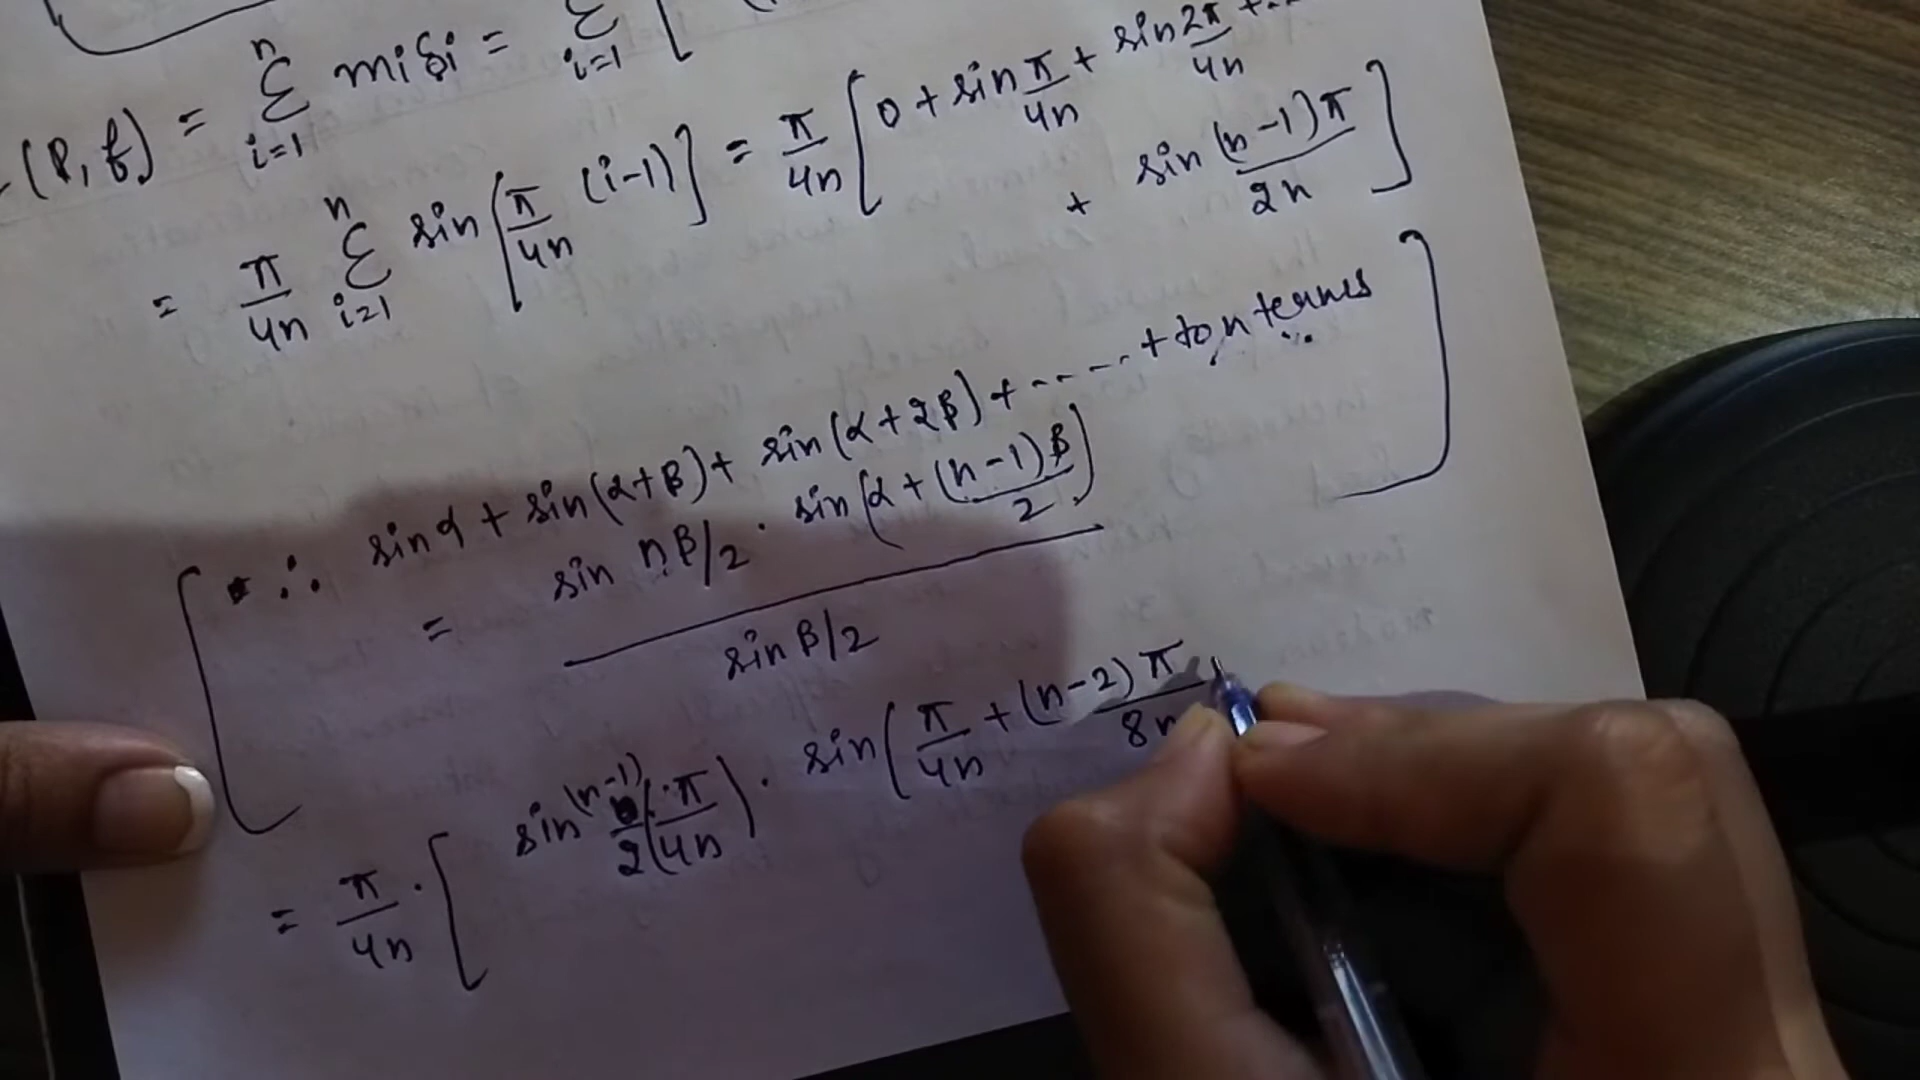 (P, f) = Σ_{i=1}^{n} mi δi = Σ_{i=1} [
= π/4n Σ_{i=1}^{n} sin[π/4n (i-1)] = π/4n [0 + sin π/4n + sin 2π/4n + ..
+ sin (n-1)π/2n]
[∴ sin α + sin(α+β) + sin(α+2β) + ----- + to n terms
= sin nβ/2 · sin(α + (n-1)β/2)
sin β/2 ]
= π/4n · [ sin (n-1)/2 (·π/4n) · sin(π/4n + (n-2)π/8n